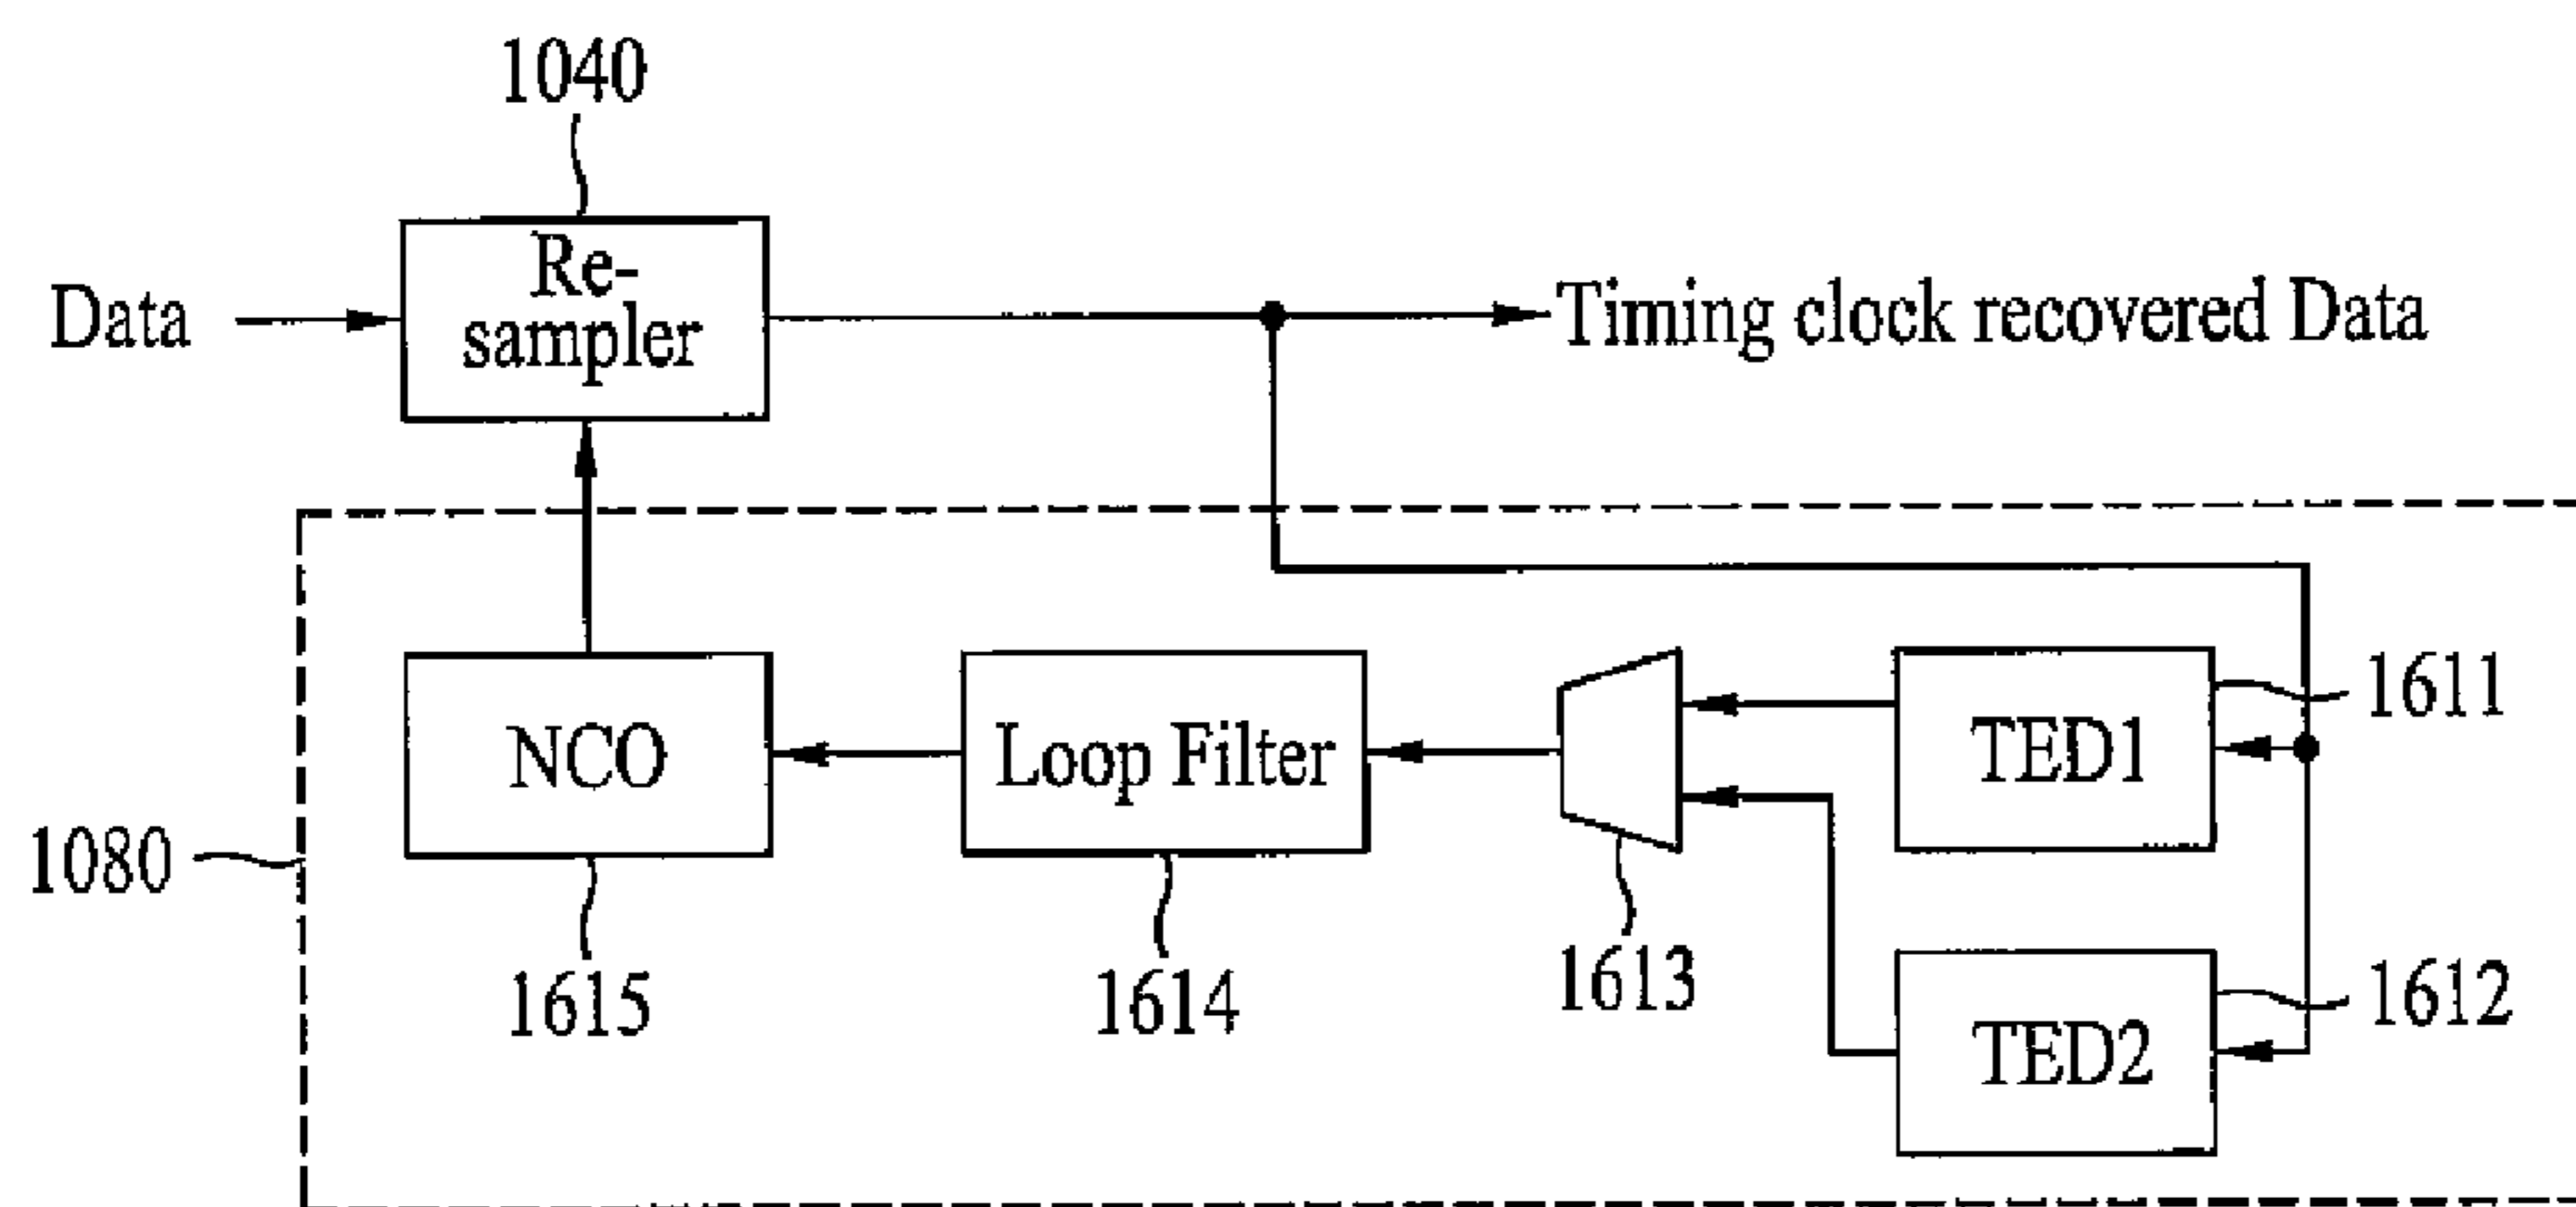 1040
Re-
sampler
Data
Timing clock recovered Data
NCO
Loop Filter
TED1
1611
1080
1615
1614
1613
TED2
1612